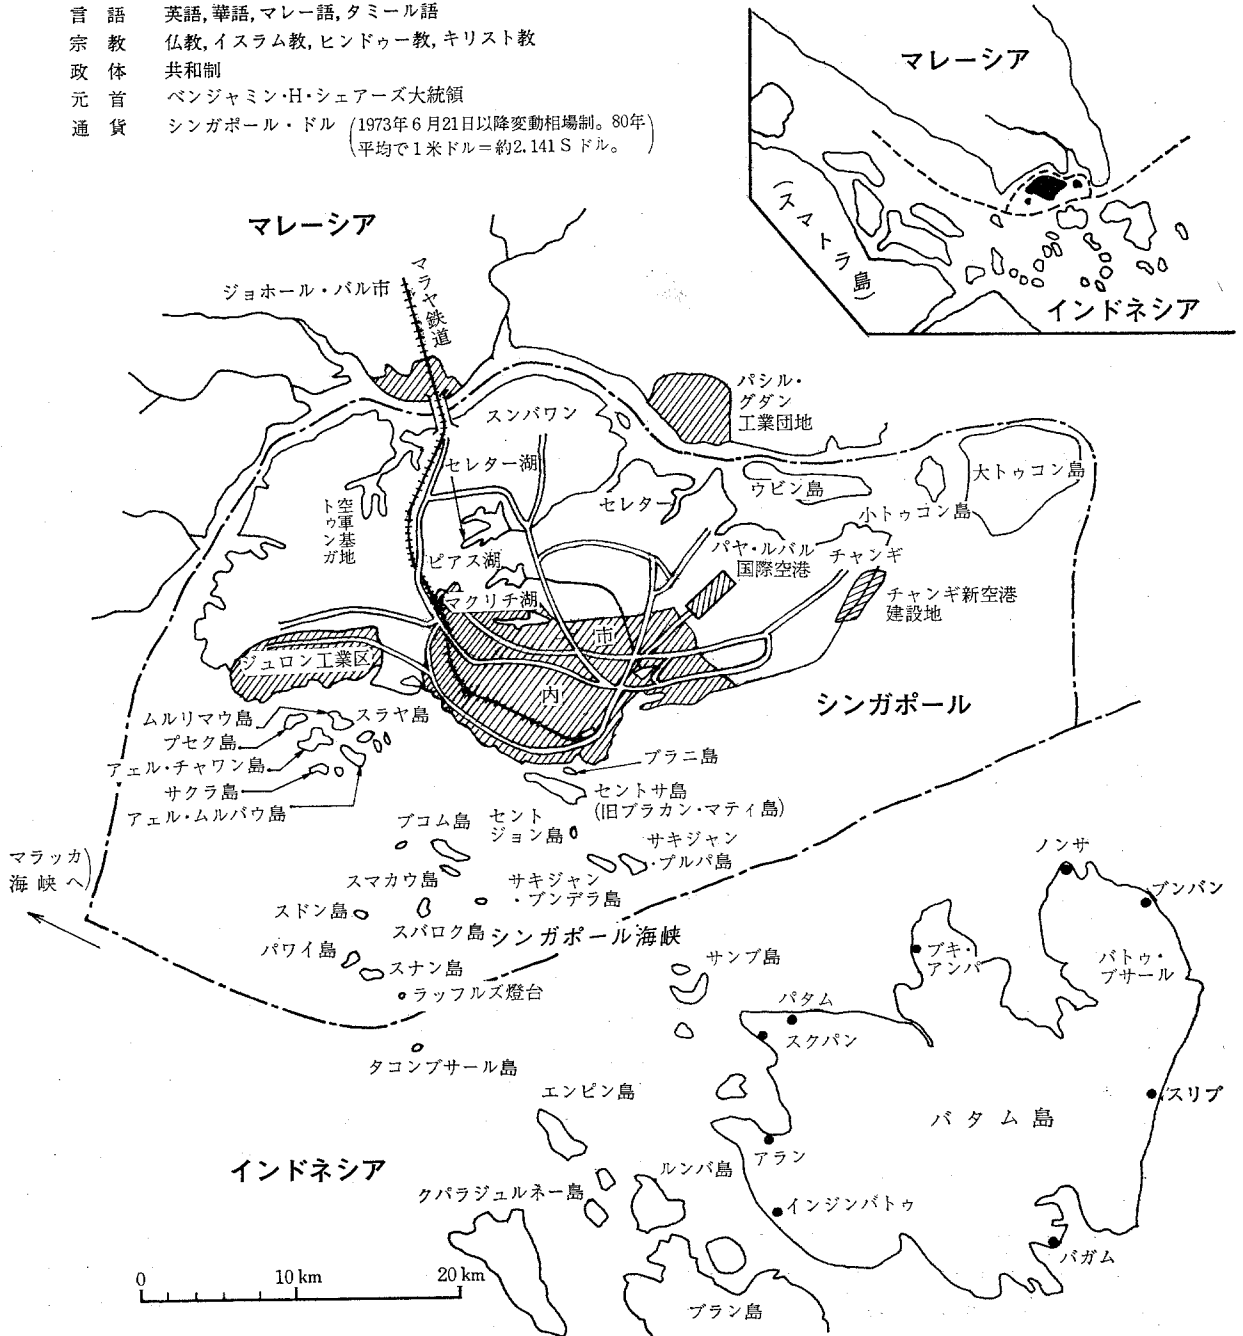 言語 英語,華語,マレー語,タミール語
宗教 仏教,イスラム教,ヒンドゥー教,キリスト教
政体 共和制
元首 ベンジャミン・H・シェアーズ大統領
通貨 シンガポール・ドル (1973年6月21日以降変動相場制。80年
平均で1米ドル=約2.141Sドル。)
マレーシア
(スマトラ島)
インドネシア
マレーシア
ジョホール・バル市
マラヤ鉄道
パシル・
グダン
工業団地
スンバワン
セレター湖
セレター
ウビン島
大トゥコン島
小トゥコン島
トゥン
空軍基地
ガ
ピアス湖
パヤ・ルバル
国際空港
チャンギ
マクリチ湖
チャンギ新空港
建設地
市
内
ジュロン工業区
シンガポール
ムルリマウ島
スラヤ島
プセク島
アェル・チャワン島
サクラ島
アェル・ムルバウ島
ブラニ島
セントサ島
(旧ブラカン・マティ島)
ブコム島
セント
ジョン島
サキジャン
・プルパ島
マラッカ
海峡へ)
スマカウ島
サキジャン
・ブンデラ島
スドン島
スバロク島
シンガポール海峡
パワイ島
スナン島
ラッフルズ燈台
サンブ島
ノンサ
ブンバン
ブキ・
アンパ
バトゥ・
ブサール
パタム
スクパン
タコンブサール島
エンピン島
スリブ
バタム島
アラン
インドネシア
ルンバ島
クパラジュルネー島
インジンバトゥ
バガム
0 10km 20km
ブラン島